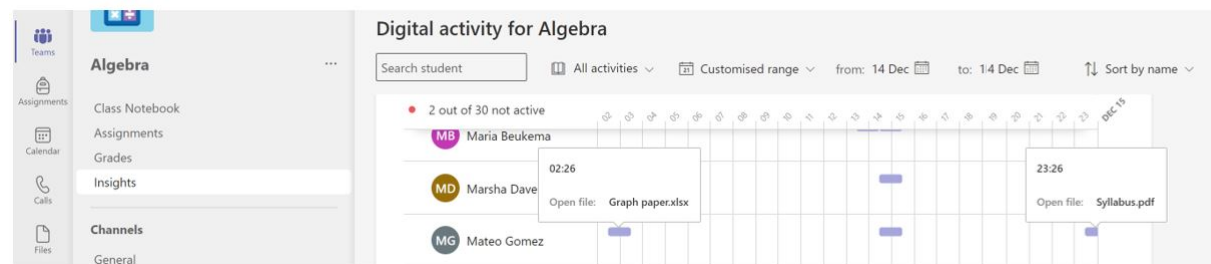 Teams
Assignments
Calendar
Calls
Files
Algebra
...
Class Notebook
Assignments
Grades
Insights
Channels
General
Digital activity for Algebra
Search student
All activities
21 Customised range
from: 14 Dec
to: 14 Dec
Sort by name
2 out of 30 not active
02 03 04 05 06 07 08 09 10 11 12 13 14 15 16 17 18 19 20 21 22 23 DEC 15
MB Maria Beukema
02:26
Open file: Graph paper.xlsx
23:26
Open file: Syllabus.pdf
MD Marsha Dave
MG Mateo Gomez